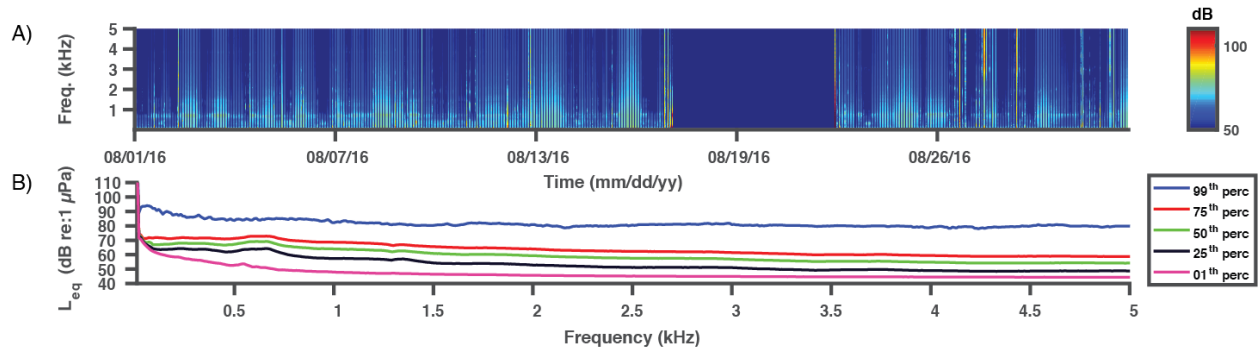 A)
Freq. (kHz)
5
4
3
2
1
08/01/16
08/07/16
08/13/16
08/19/16
08/26/16
Time (mm/dd/yy)
dB
100
50
B)
L_eq (dB re:1 µPa)
110
100
90
80
70
60
50
40
0.5
1
1.5
2
2.5
3
3.5
4
4.5
5
Frequency (kHz)
99th perc
75th perc
50th perc
25th perc
01th perc